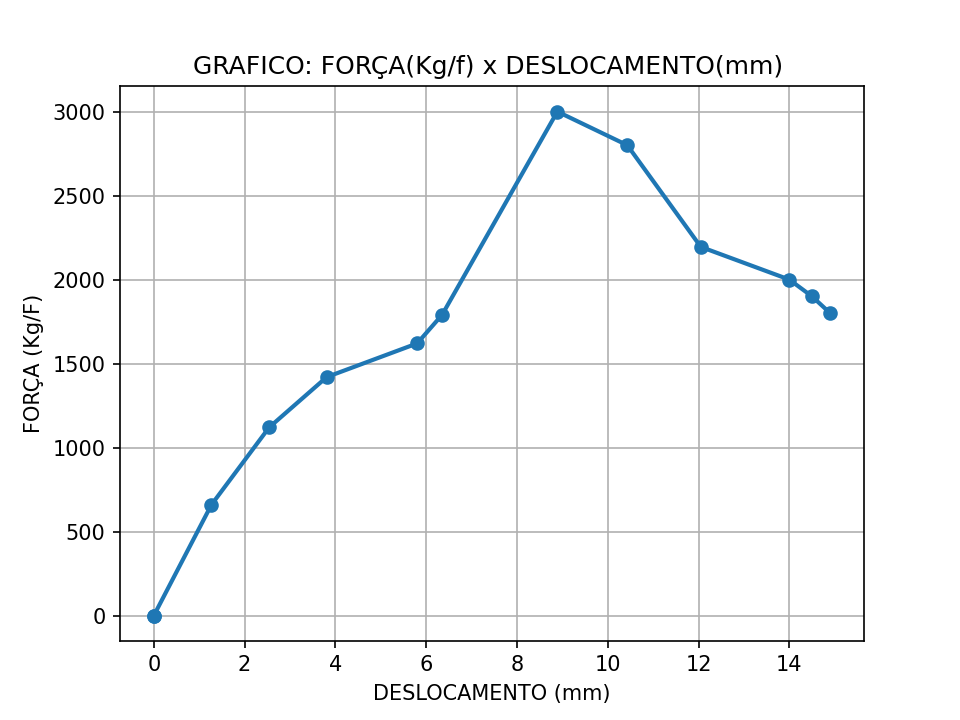 GRAFICO: FORÇA(Kg/f) x DESLOCAMENTO(mm)
3000
2500
2000
1500
1000
500
0
FORÇA (Kg/F)
0 2 4 6 8 10 12 14
DESLOCAMENTO (mm)